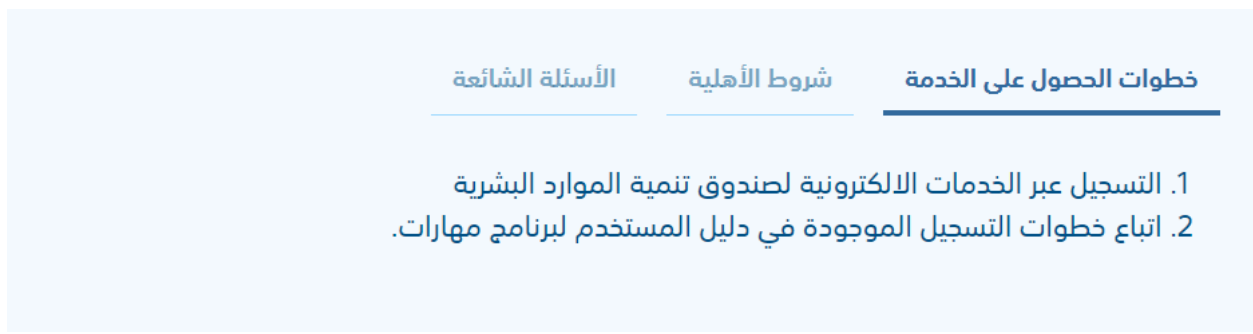 خطوات الحصول على الخدمة شروط الأهلية الأسئلة الشائعة
1. التسجيل عبر الخدمات الالكترونية لصندوق تنمية الموارد البشرية
2. اتباع خطوات التسجيل الموجودة في دليل المستخدم لبرنامج مهارات.